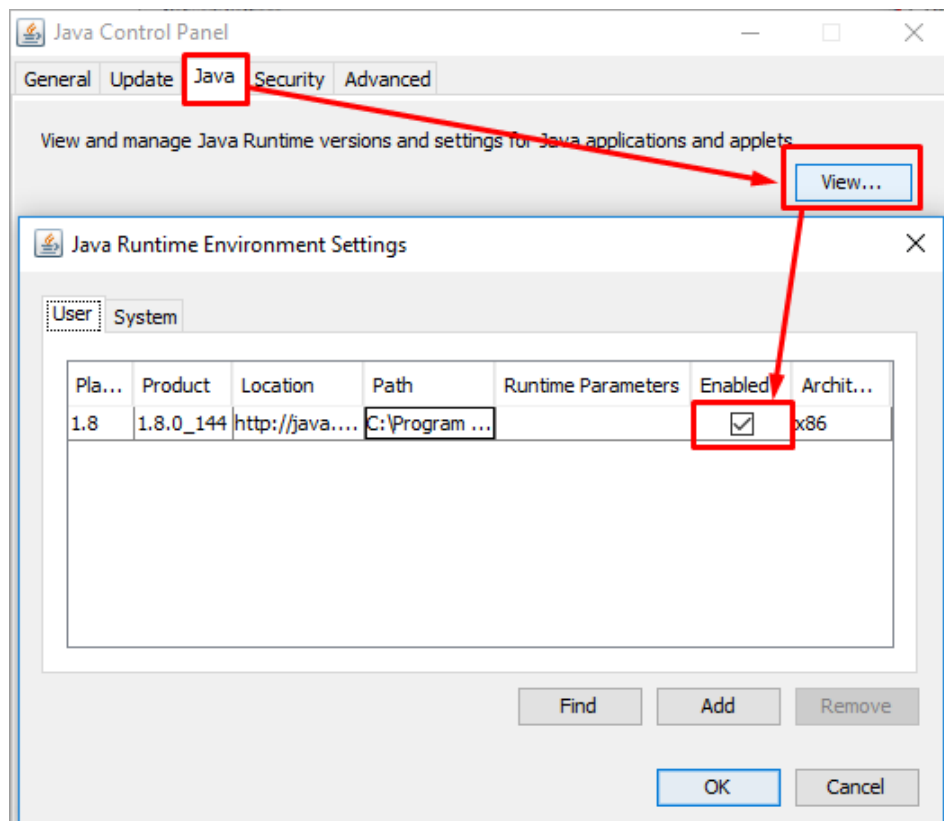 Java Control Panel
General Update Java Security Advanced
View and manage Java Runtime versions and settings for Java applications and applets
View...
Java Runtime Environment Settings
User System
Pla... Product Location Path Runtime Parameters Enabled Archit...
1.8 1.8.0_144 http://java.... C:\Program ... x86
Find Add Remove
OK Cancel